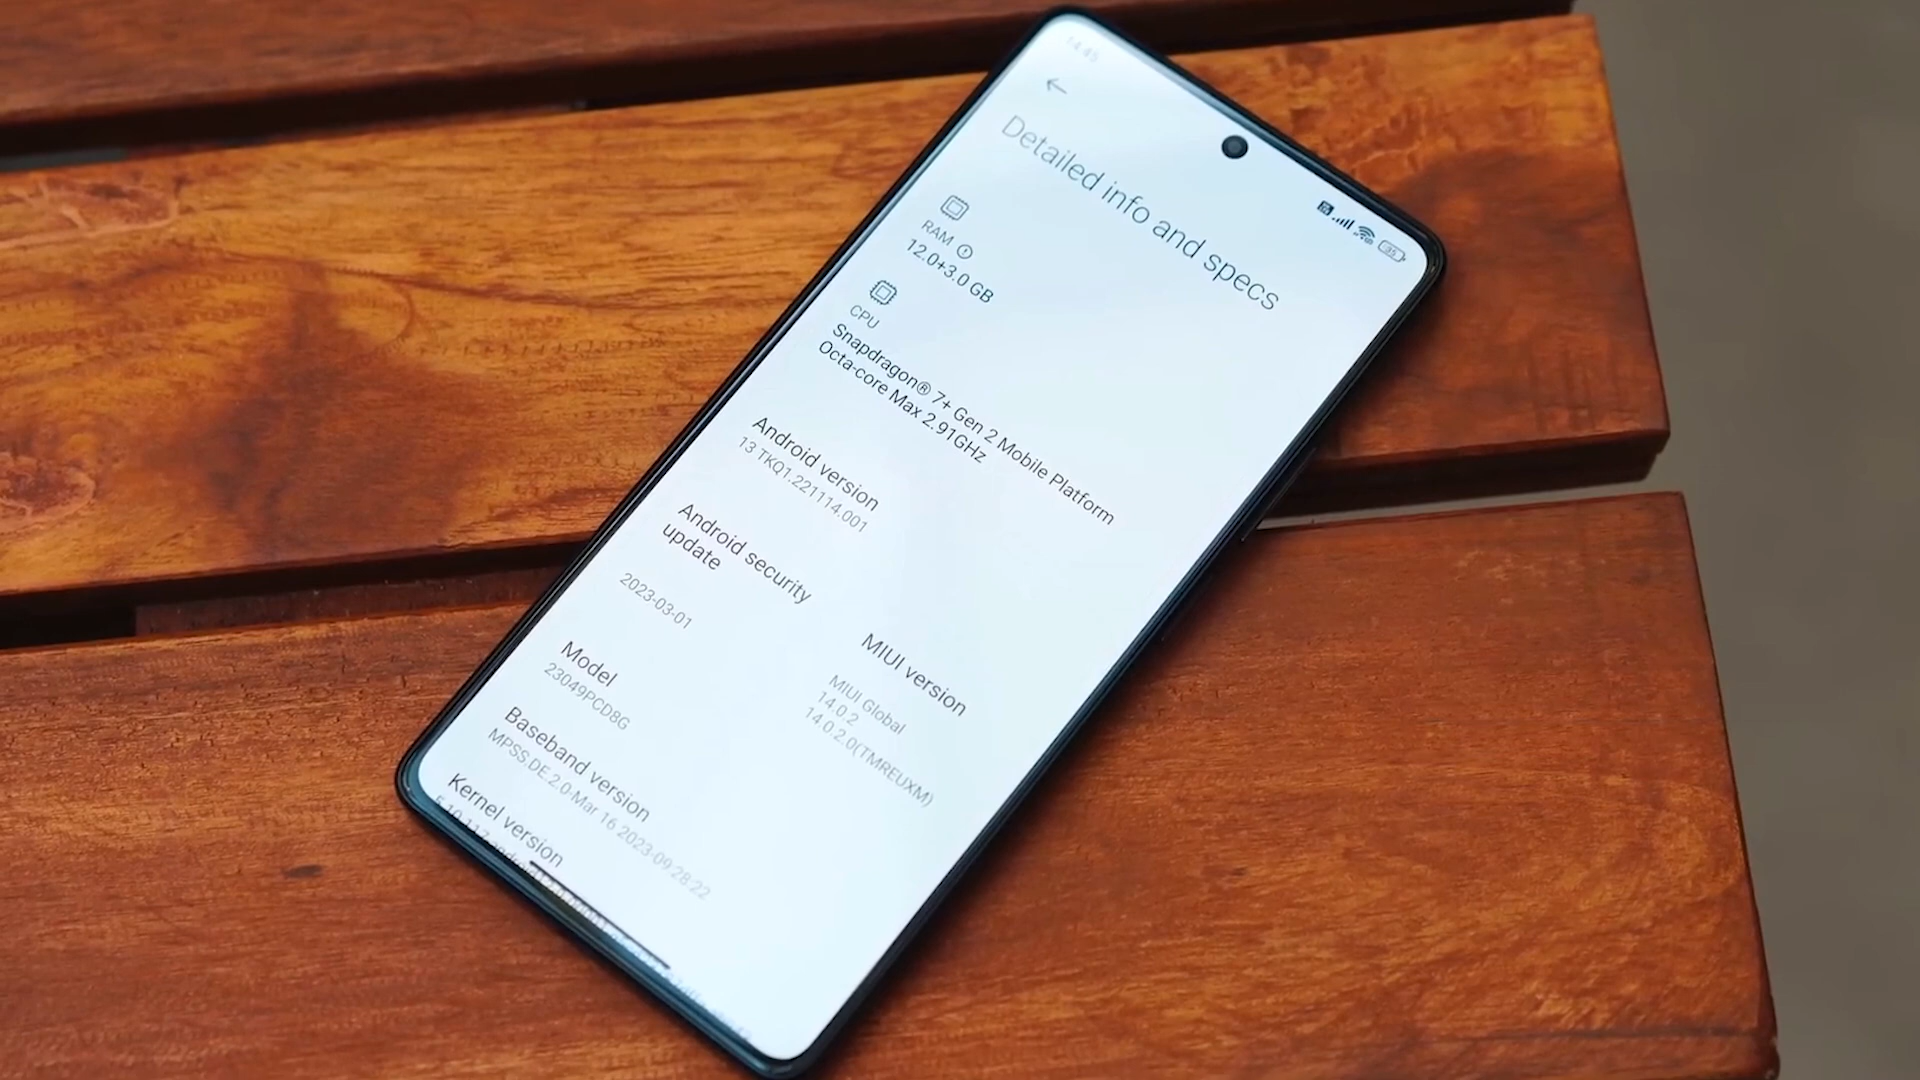 14:45
Detailed info and specs
RAM
12.0+3.0 GB
CPU
Snapdragon® 7+ Gen 2 Mobile Platform
Octa-core Max 2.91GHz
Android version
13 TKQ1.221114.001
Android security
update
2023-03-01
MIUI version
MIUI Global
14.0.2
14.0.2.0(TMREUXM)
Model
23049PCD8G
Baseband version
MPSS.DE.2.0-Mar 16 2023-09:28:22
Kernel version